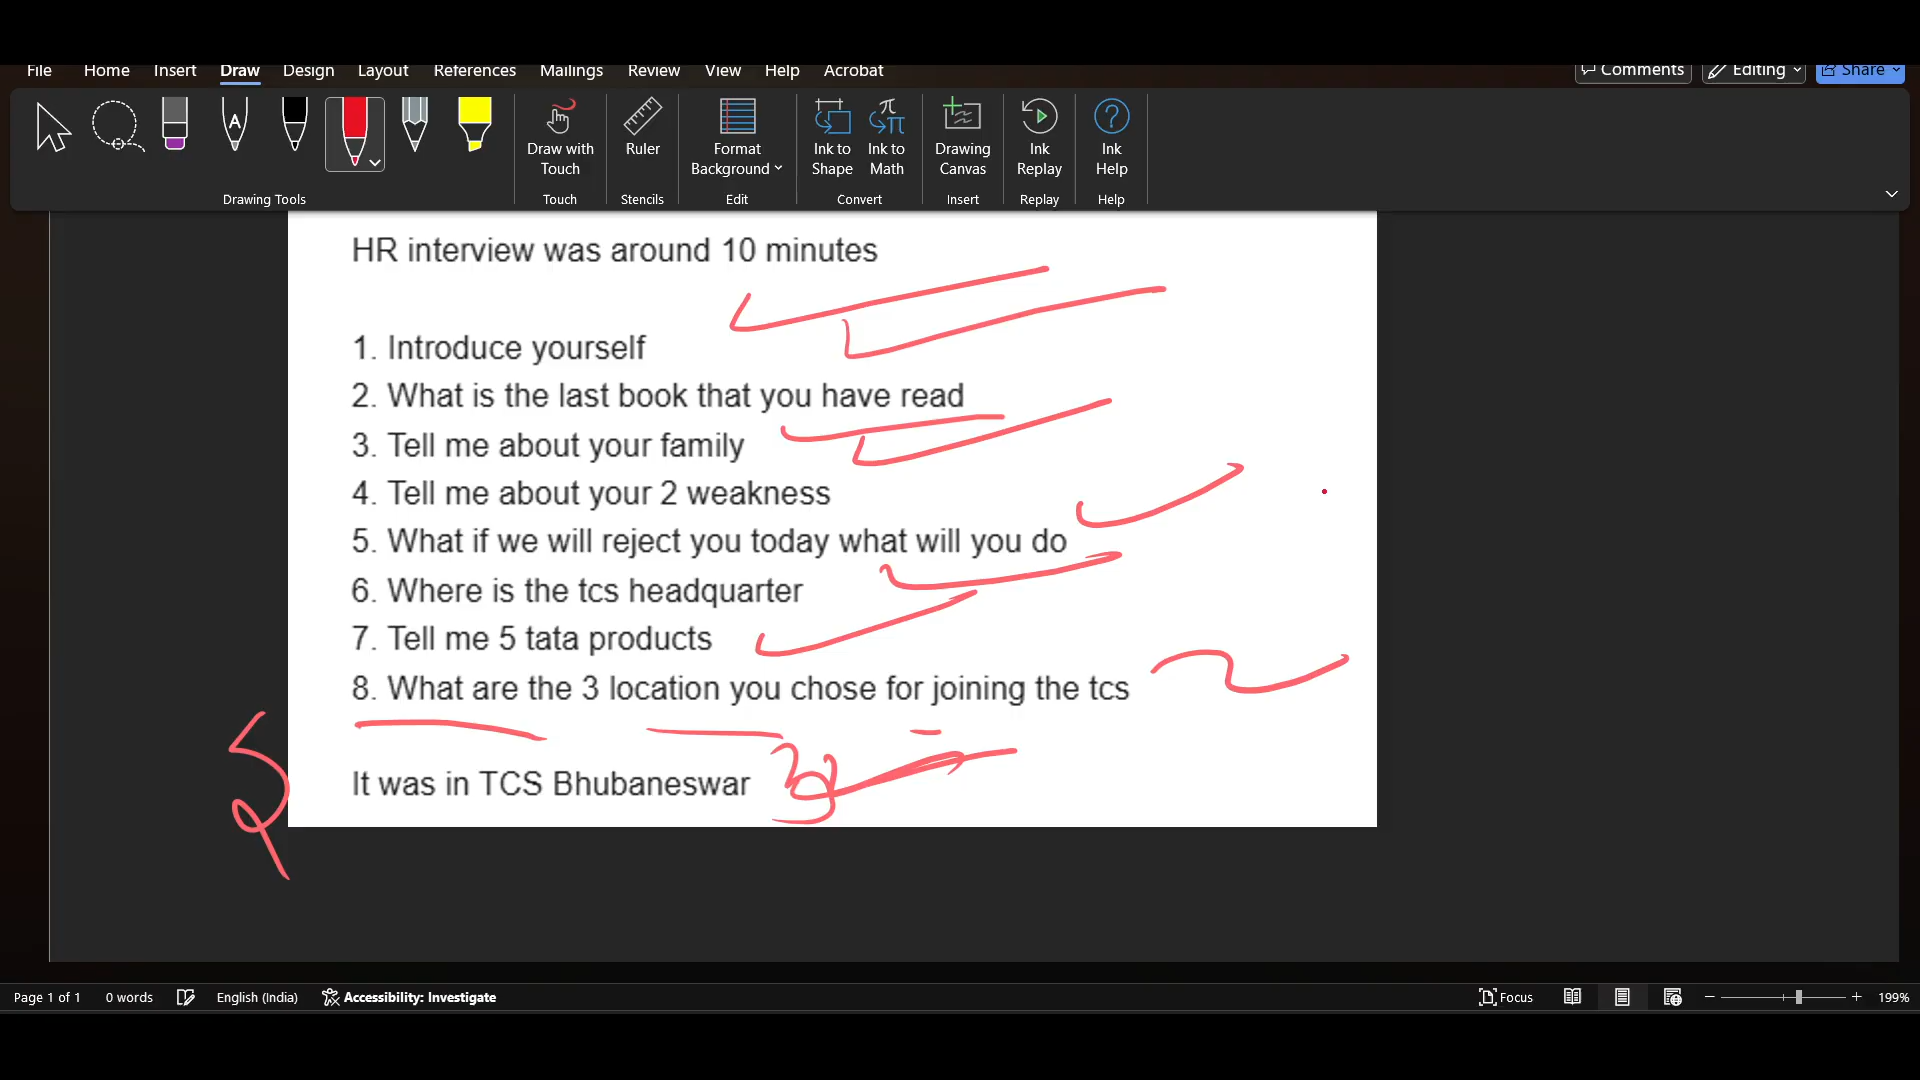 File Home Insert Draw Design Layout References Mailings Review View Help Acrobat Comments Editing Share
A
Draw with Touch Ruler Format Background Ink to Shape Ink to Math Drawing Canvas Ink Replay Ink Help
Drawing Tools Touch Stencils Edit Convert Insert Replay Help
HR interview was around 10 minutes
1. Introduce yourself
2. What is the last book that you have read
3. Tell me about your family
4. Tell me about your 2 weakness
5. What if we will reject you today what will you do
6. Where is the tcs headquarter
7. Tell me 5 tata products
8. What are the 3 location you chose for joining the tcs
It was in TCS Bhubaneswar
Page 1 of 1 0 words English (India) Accessibility: Investigate Focus 199%